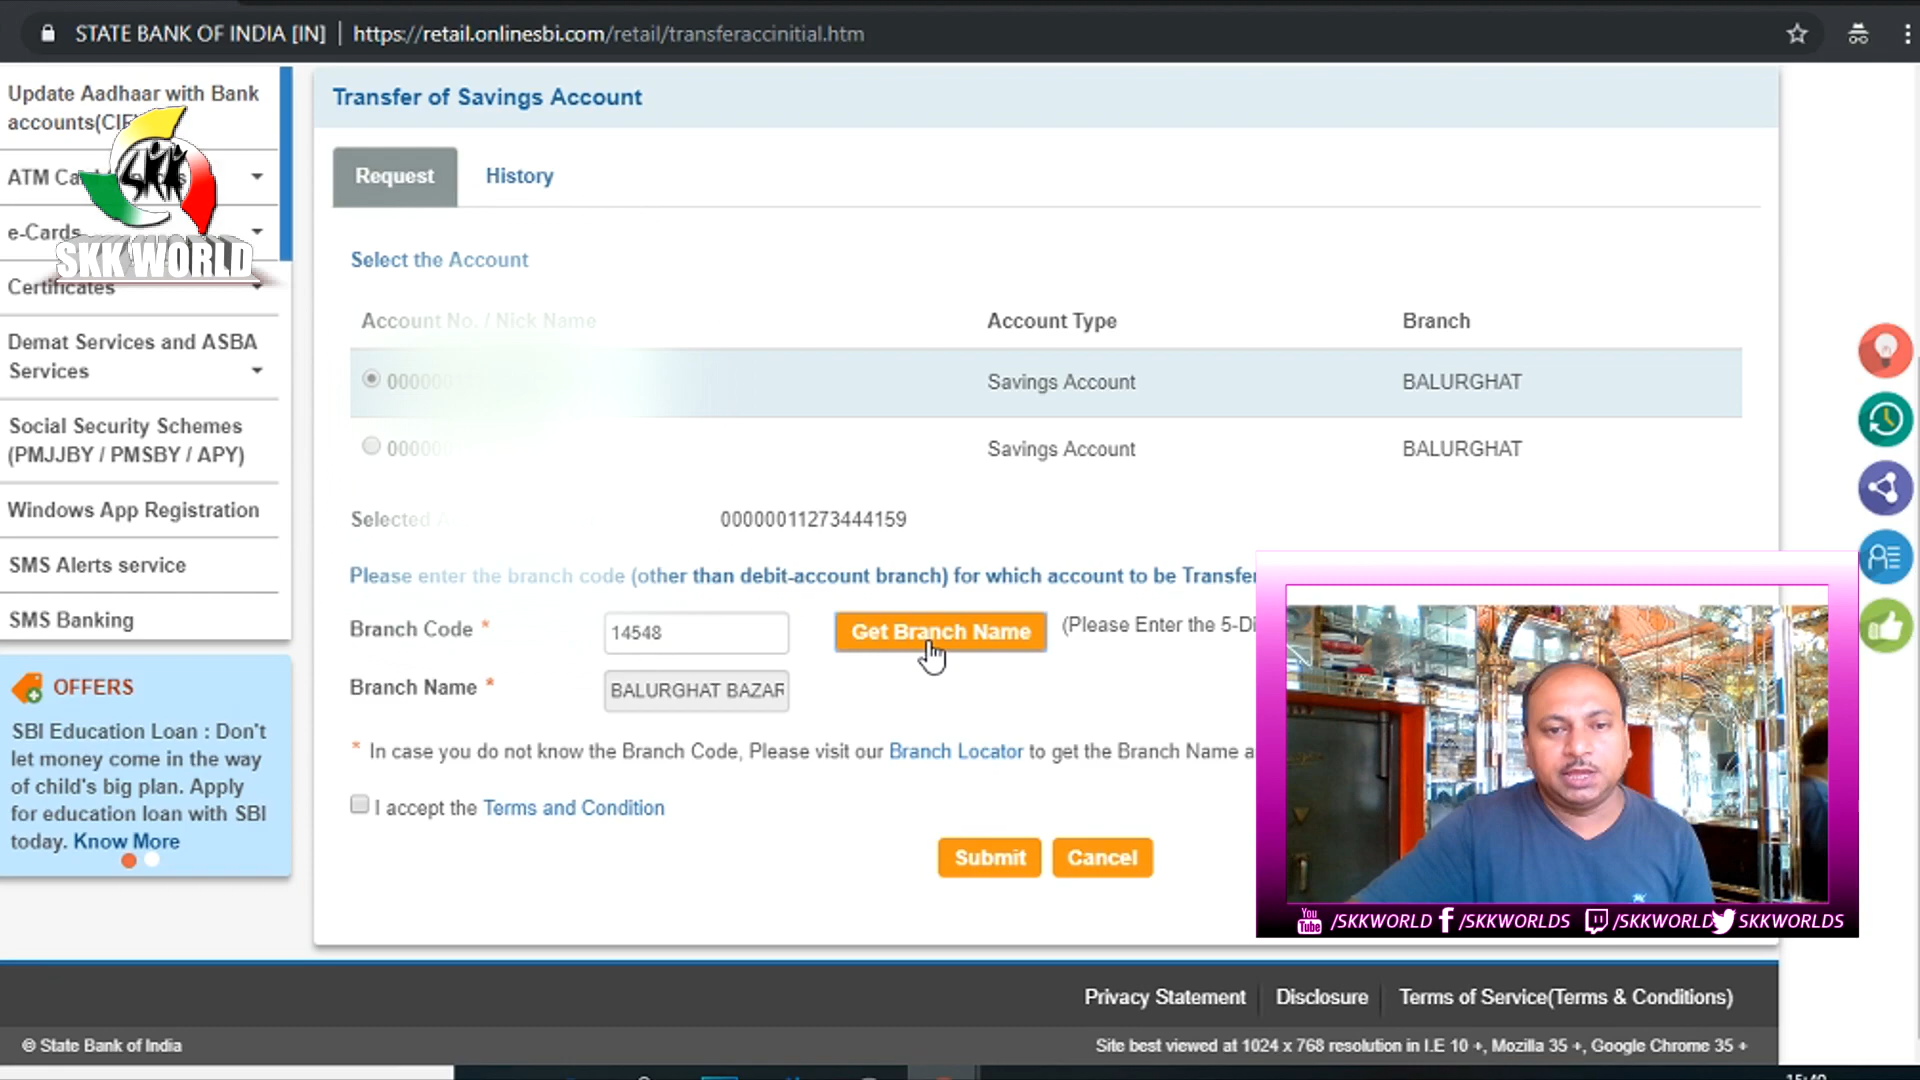 STATE BANK OF INDIA [IN] | https://retail.onlinesbi.com/retail/transferaccinitial.htm
Update Aadhaar with Bank
accounts(CIF)
ATM Ca
e-Cards
SKK
SKK WORLD
Certificates
Demat Services and ASBA
Services
Social Security Schemes
(PMJJBY / PMSBY / APY)
Windows App Registration
SMS Alerts service
SMS Banking
OFFERS
SBI Education Loan : Don't
let money come in the way
of child's big plan. Apply
for education loan with SBI
today. Know More
Transfer of Savings Account
Request History
Select the Account
Account No. / Nick Name Account Type Branch
Savings Account BALURGHAT
Savings Account BALURGHAT
Selected 00000011273444159
Please enter the branch code (other than debit-account branch) for which account to be Transfer
Branch Code * 14548 Get Branch Name (Please Enter the 5-Di
Branch Name * BALURGHAT BAZAR
* In case you do not know the Branch Code, Please visit our Branch Locator to get the Branch Name a
I accept the Terms and Condition
Submit Cancel
You Tube /SKKWORLD f /SKKWORLDS /SKKWORLD SKKWORLDS
Privacy Statement Disclosure Terms of Service(Terms & Conditions)
© State Bank of India Site best viewed at 1024 x 768 resolution in I.E 10 +, Mozilla 35 +, Google Chrome 35 +